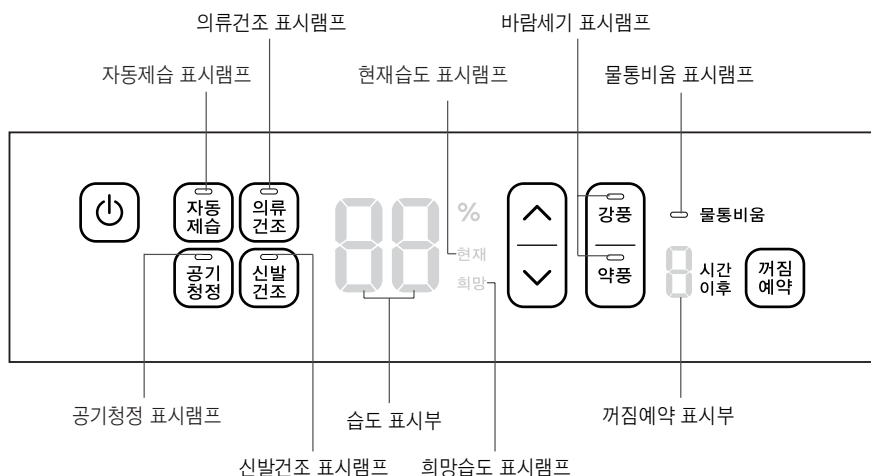 의류건조 표시램프
바람세기 표시램프
자동제습 표시램프
현재습도 표시램프
물통비움 표시램프
자동
제습
의류
건조
88
%
현재
희망
강풍
약풍
물통비움
공기
청정
신발
건조
8
시간
이후
꺼짐
예약
공기청정 표시램프
습도 표시부
꺼짐예약 표시부
신발건조 표시램프
희망습도 표시램프